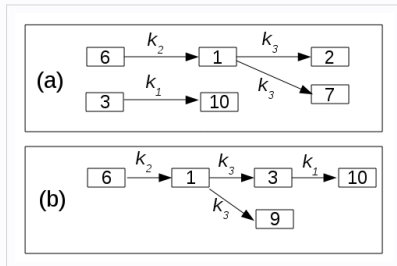 (a)
6 k₂ 1 k₃ 2
k₃ 7
3 k₁ 10
(b)
6 k₂ 1 k₃ 3 k₁ 10
k₃ 9